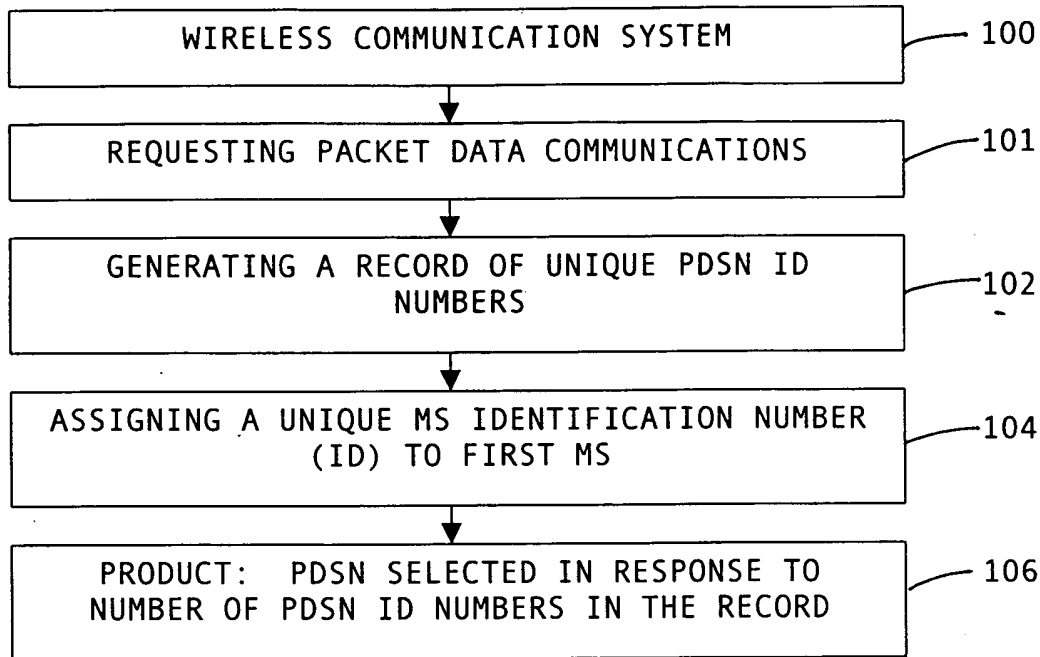 WIRELESS COMMUNICATION SYSTEM
100
REQUESTING PACKET DATA COMMUNICATIONS
101
GENERATING A RECORD OF UNIQUE PDSN ID
NUMBERS
102
ASSIGNING A UNIQUE MS IDENTIFICATION NUMBER
(ID) TO FIRST MS
104
PRODUCT: PDSN SELECTED IN RESPONSE TO
NUMBER OF PDSN ID NUMBERS IN THE RECORD
106